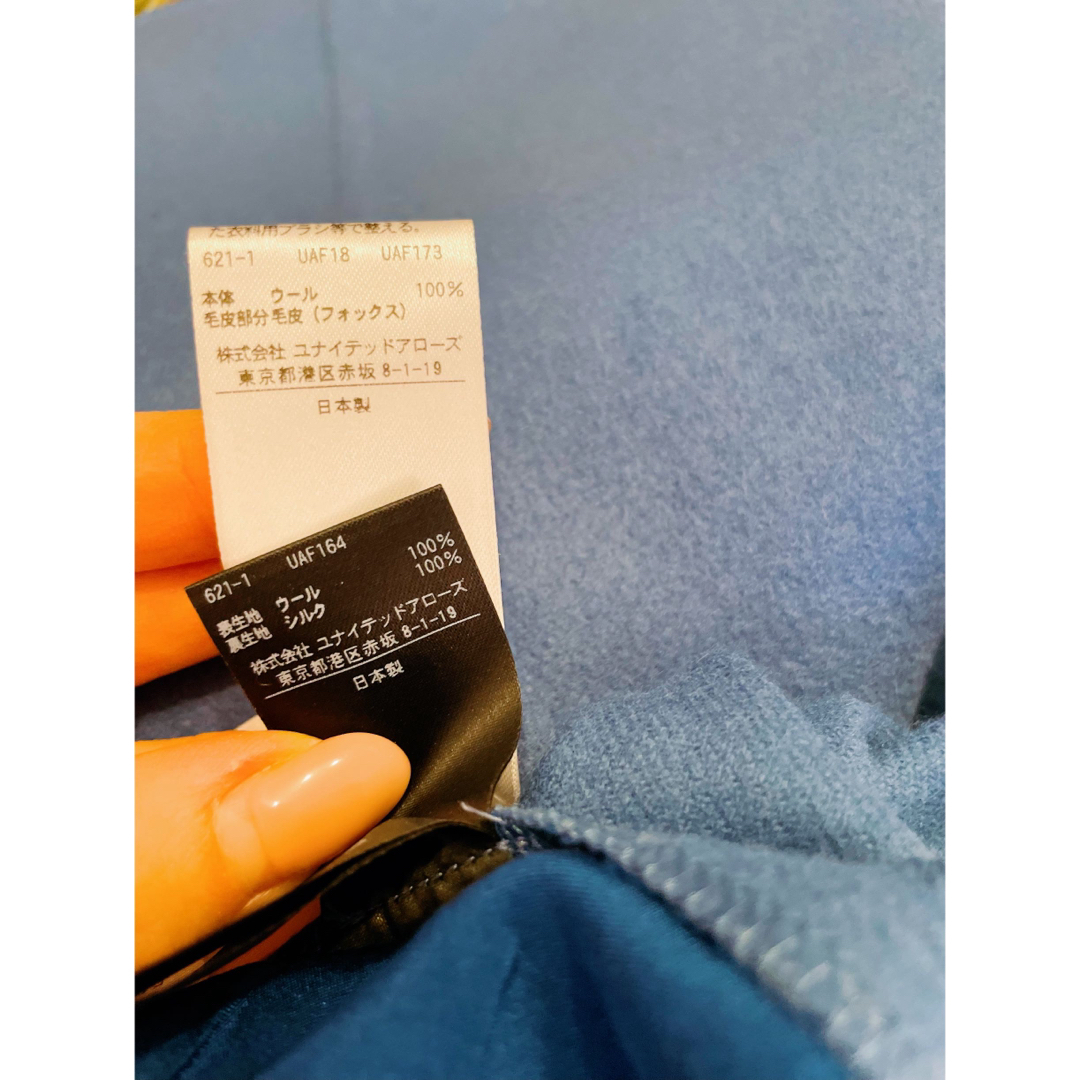 た衣料用ブラシ等で整える。
621-1 UAF18 UAF173
本体 ウール 100%
毛皮部分毛皮(フォックス)
株式会社 ユナイテッドアローズ
東京都港区赤坂 8-1-19
日本製
621-1 UAF164
表生地 ウール 100%
裏生地 シルク 100%
株式会社 ユナイテッドアローズ
東京都港区赤坂 8-1-19
日本製